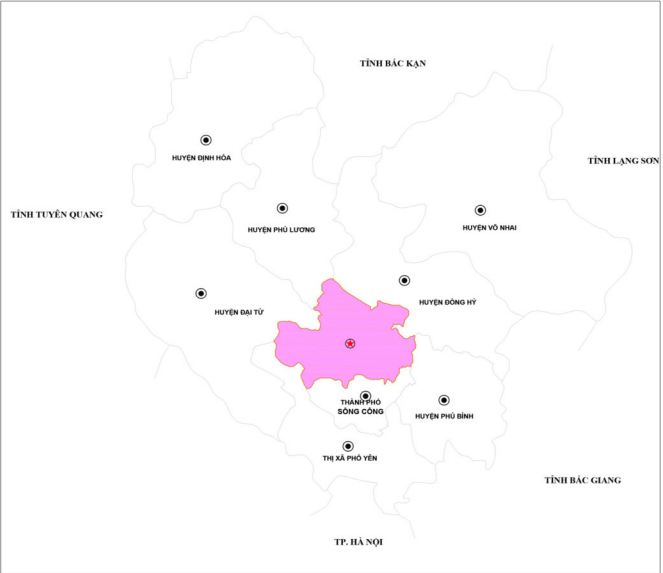 TỈNH BẮC KẠN
HUYỆN ĐỊNH HÓA
TỈNH LẠNG SƠN
TỈNH TUYÊN QUANG
HUYỆN PHÚ LƯƠNG
HUYỆN VÕ NHAI
HUYỆN ĐỒNG HỶ
HUYỆN ĐẠI TỪ
THÀNH PHỐ
SÔNG CÔNG
HUYỆN PHÚ BÌNH
THỊ XÃ PHỔ YÊN
TỈNH BẮC GIANG
TP. HÀ NỘI